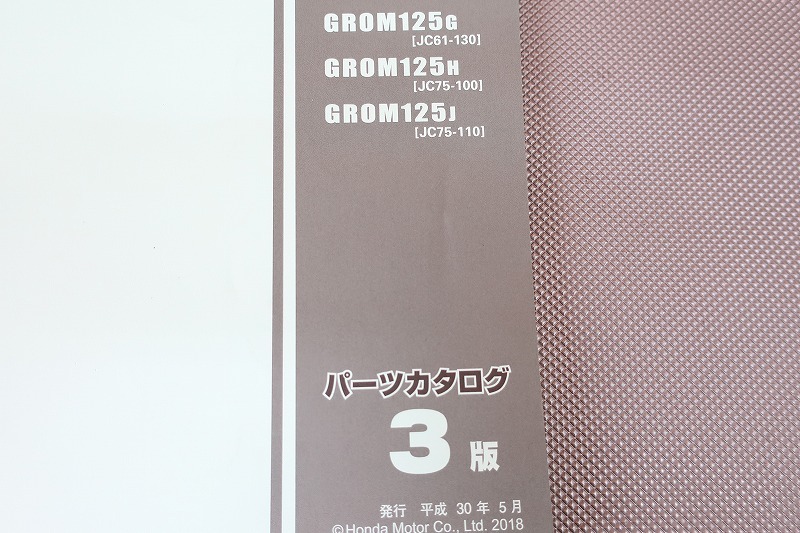 GROM125G
[JC61-130]
GROM125H
[JC75-100]
GROM125J
[JC75-110]
パーツカタログ
3版
発行 平成 30 年 5 月
©Honda Motor Co., Ltd. 2018